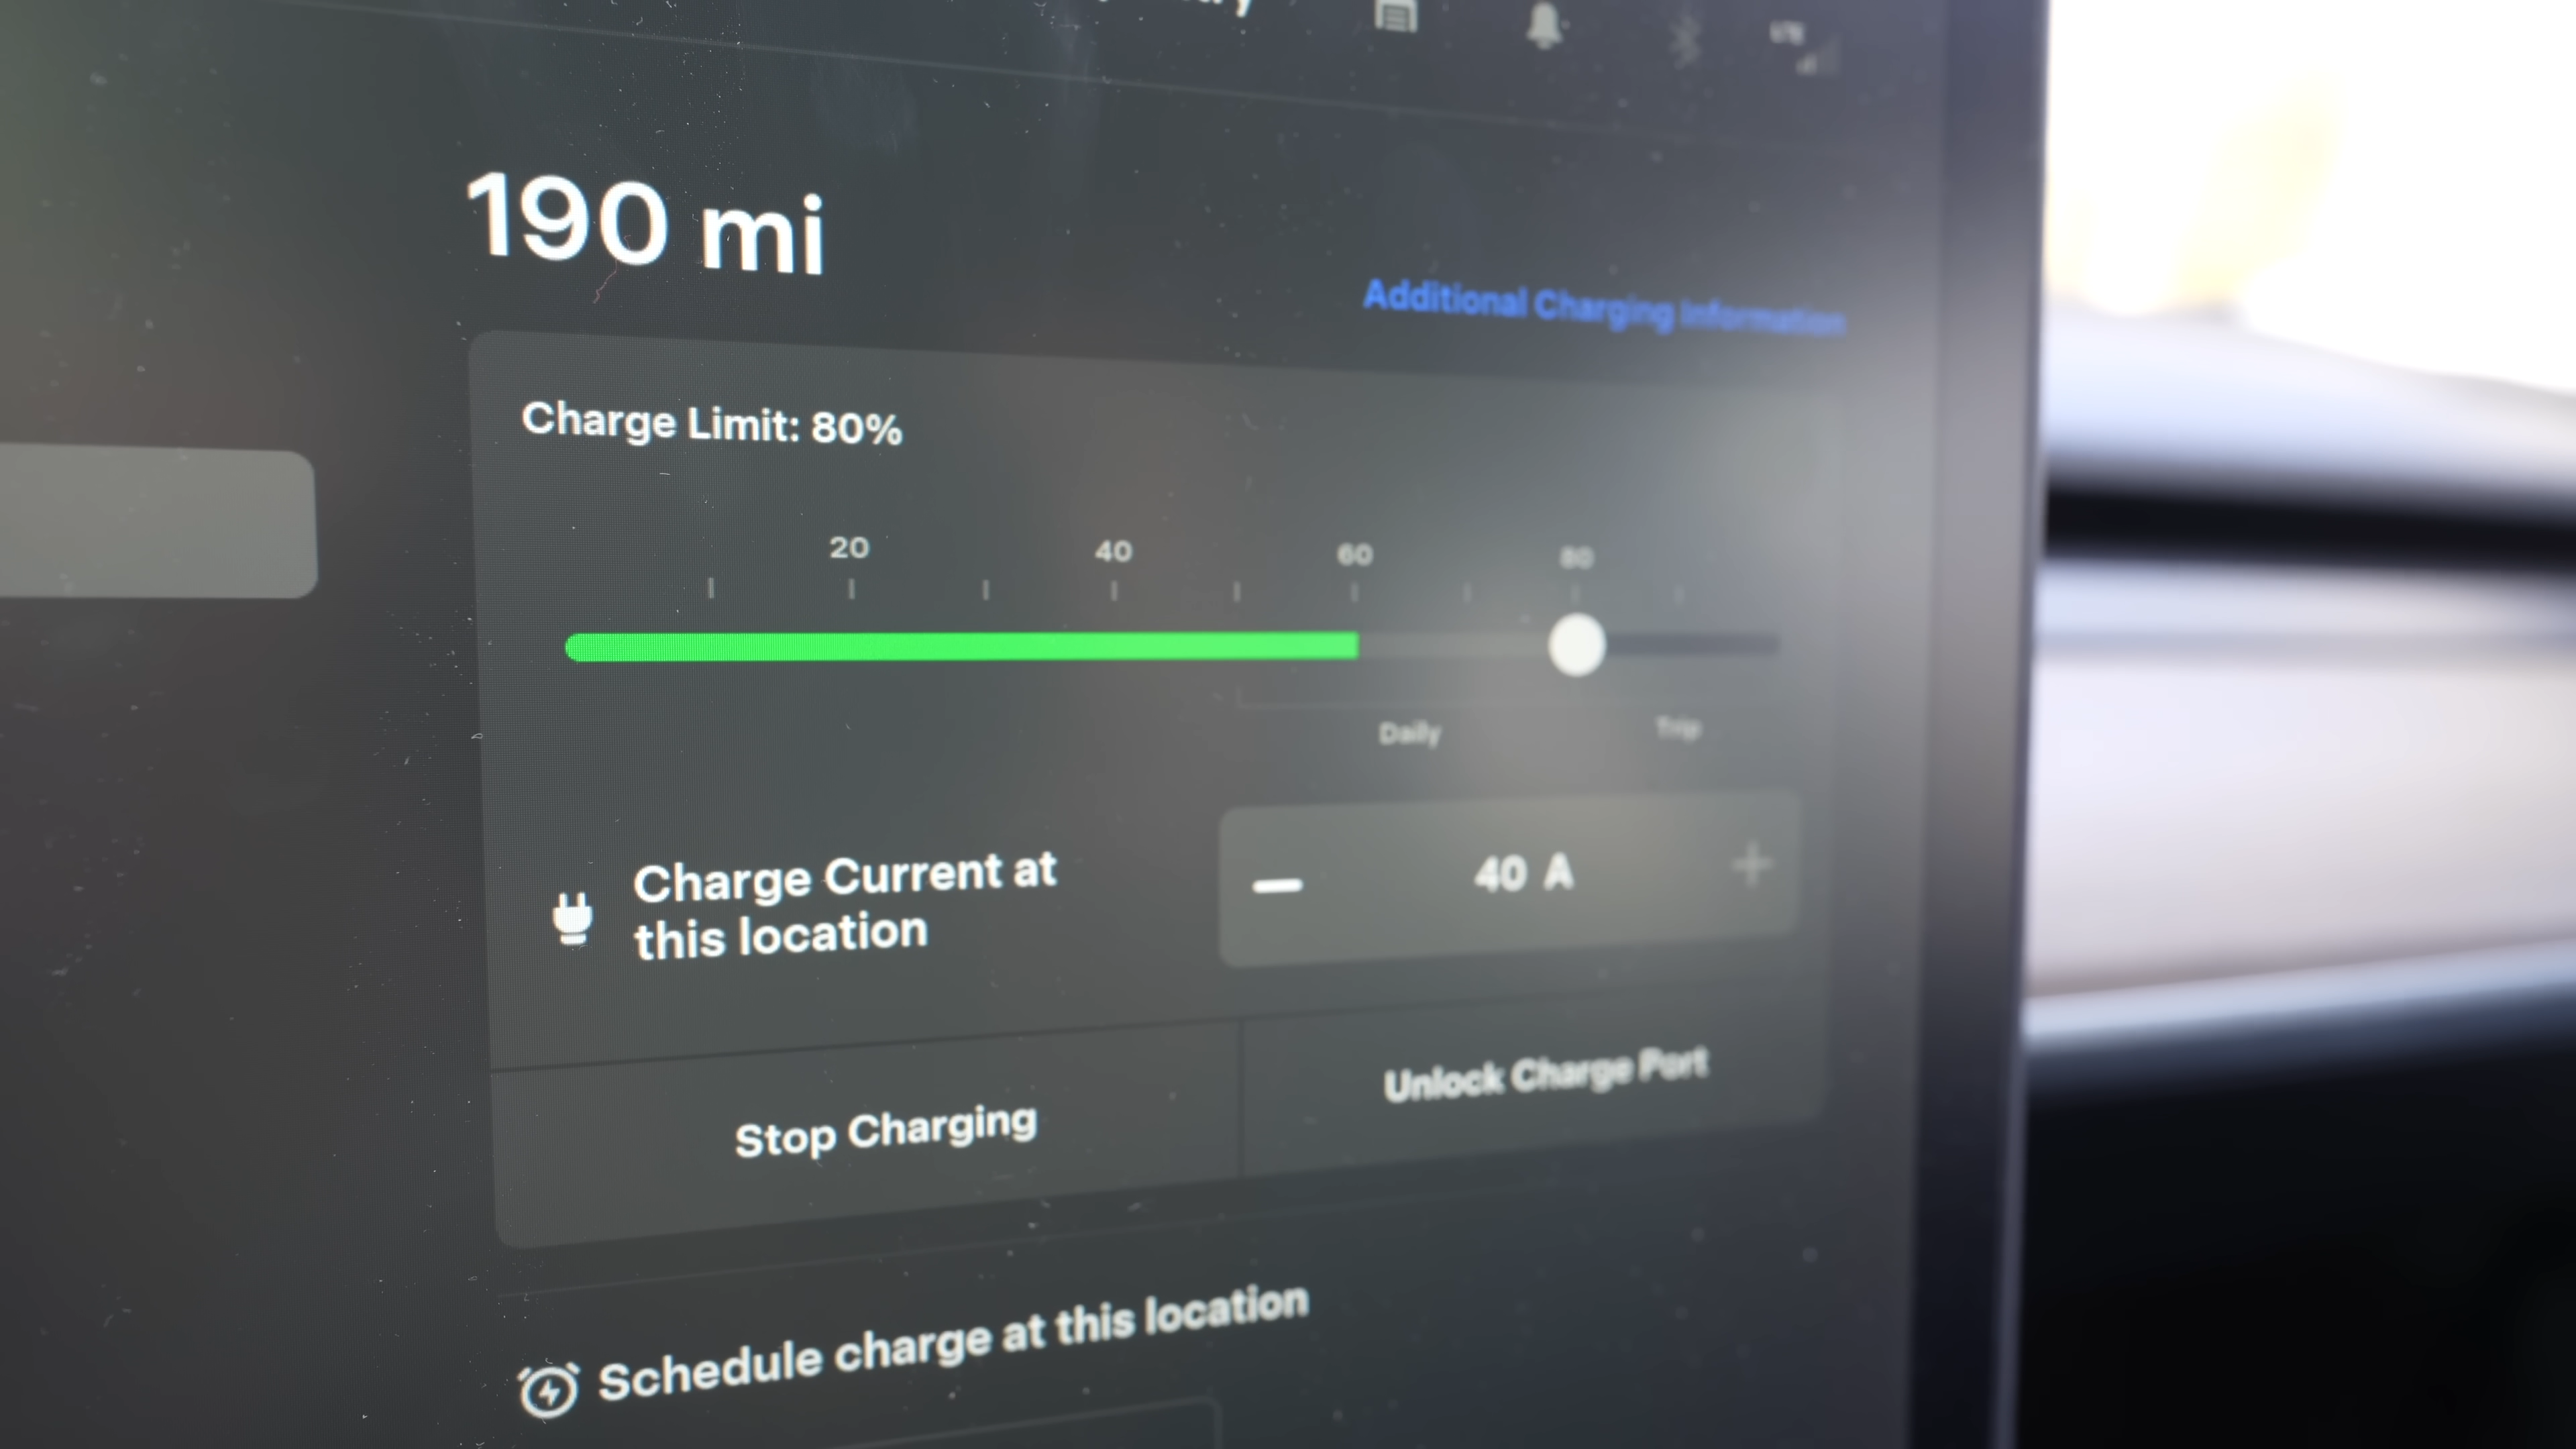 190 mi
Additional Charging Information
Charge Limit: 80%
20 40 60 80
Daily Trip
Charge Current at
this location
40 A
Stop Charging
Unlock Charge Port
Schedule charge at this location